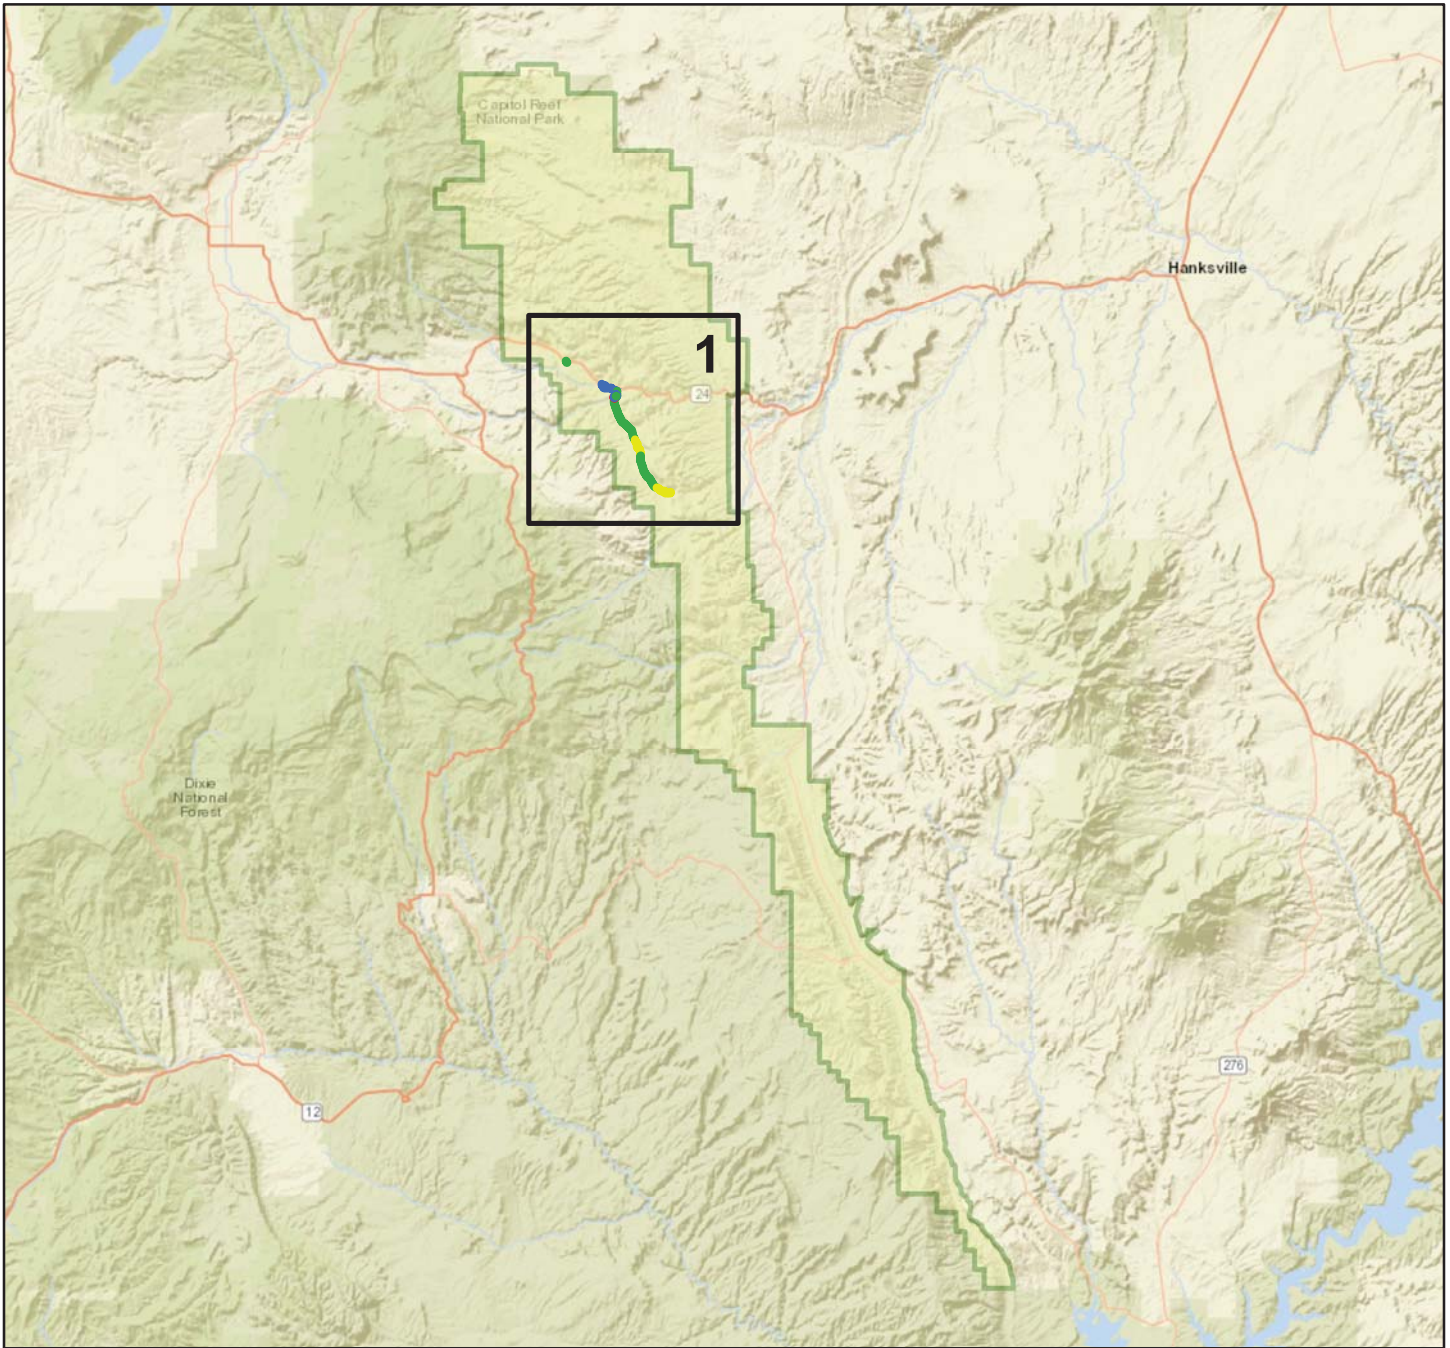 Capitol Reef
National Park
Hanksville
1
24
Dixie
National
Forest
276
12